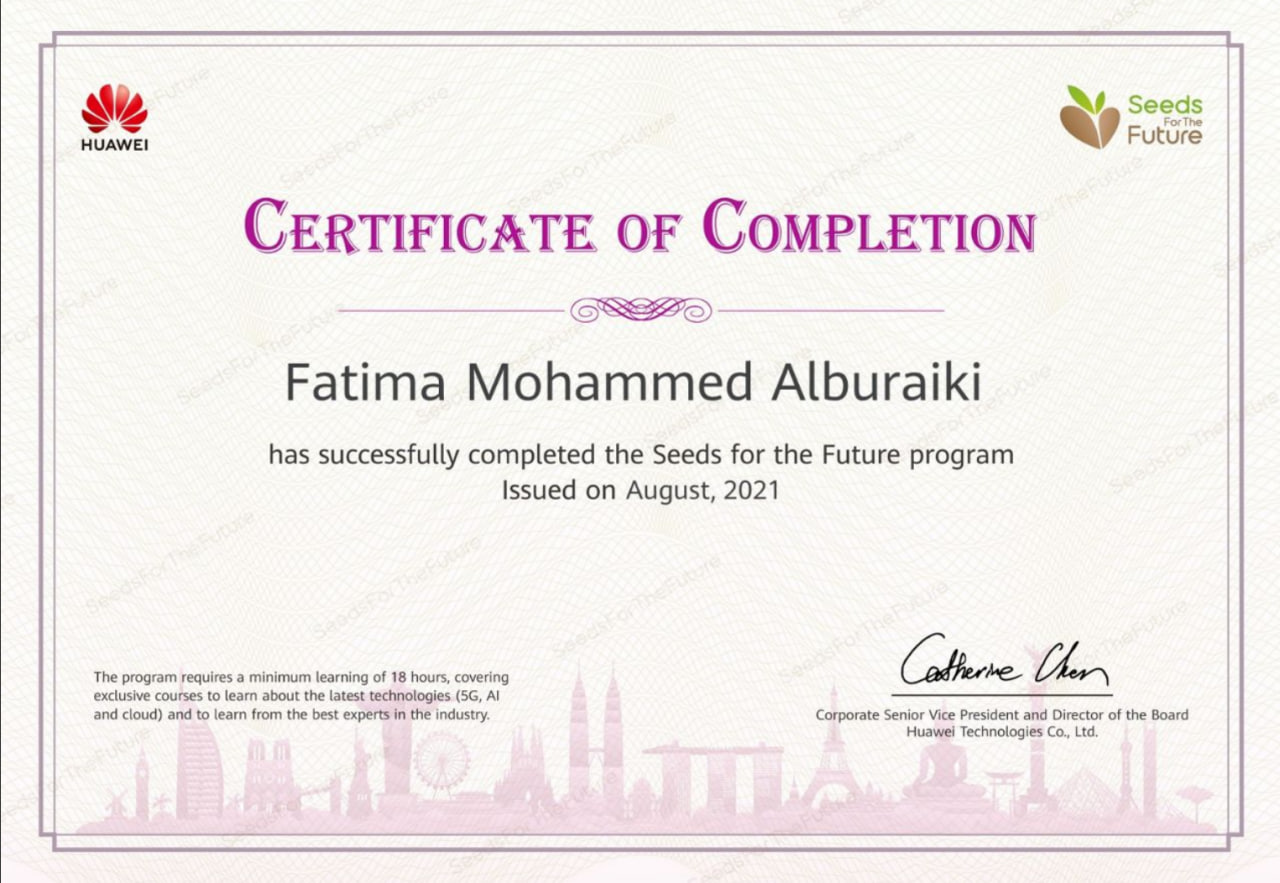 HUAWEI
Seeds
For The
Future
CERTIFICATE OF COMPLETION
Fatima Mohammed Alburaiki
has successfully completed the Seeds for the Future program
Issued on August, 2021
The program requires a minimum learning of 18 hours, covering
exclusive courses to learn about the latest technologies (5G, AI
and cloud) and to learn from the best experts in the industry.
Catherine Chen
Corporate Senior Vice President and Director of the Board
Huawei Technologies Co., Ltd.
SeedsForTheFuture